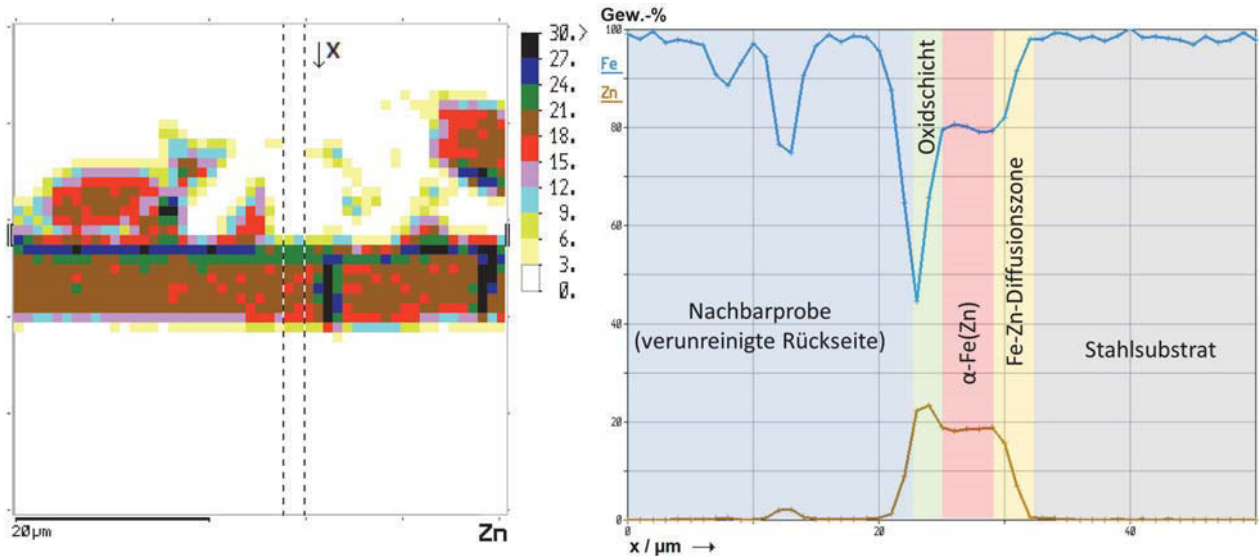 X
30.
27.
24.
21.
18.
15.
12.
9.
6.
3.
0.
20µm
Zn
Gew.-%
100
Fe
Zn
80
60
40
20
0
Nachbarprobe
(verunreinigte Rückseite)
Oxidschicht
α-Fe(Zn)
Fe-Zn-Diffusionszone
Stahlsubstrat
0
20
40
x / µm →